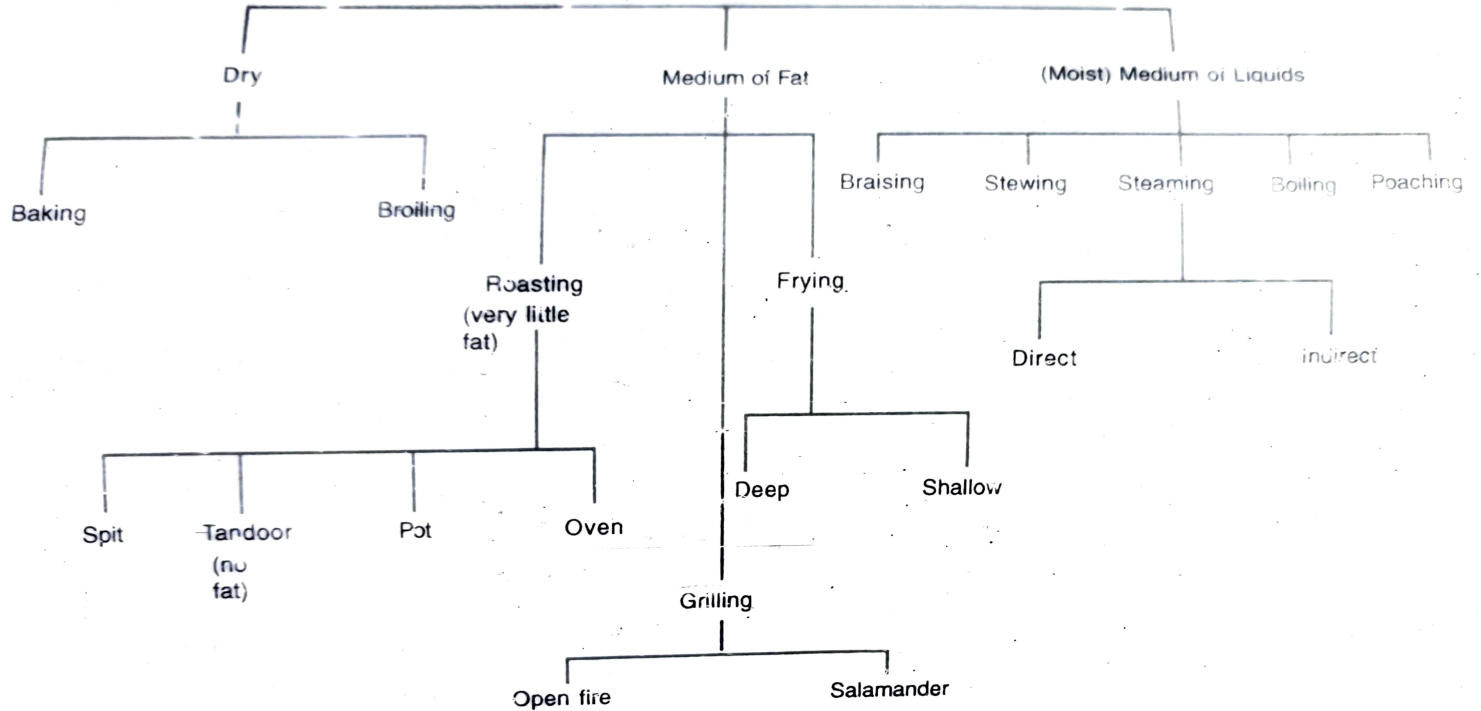 Dry
Medium of Fat
(Moist) Medium of Liquids
Baking
Broiling
Roasting
(very little
fat)
Frying
Braising
Stewing
Steaming
Boiling
Poaching
Direct
indirect
Spit
Tandoor
(no
fat)
Pot
Oven
Deep
Shallow
Grilling
Open fire
Salamander